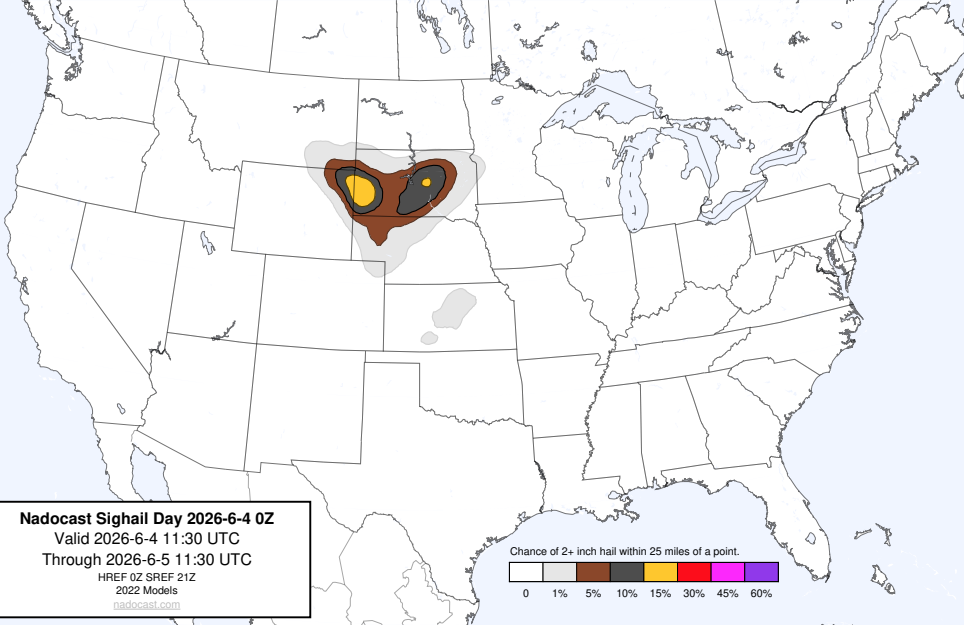 Nadocast Sighail Day 2026-6-4 0Z
Valid 2026-6-4 11:30 UTC
Through 2026-6-5 11:30 UTC
HREF 0Z SREF 21Z
2022 Models
nadocast.com
Chance of 2+ inch hail within 25 miles of a point.
0 1% 5% 10% 15% 30% 45% 60%